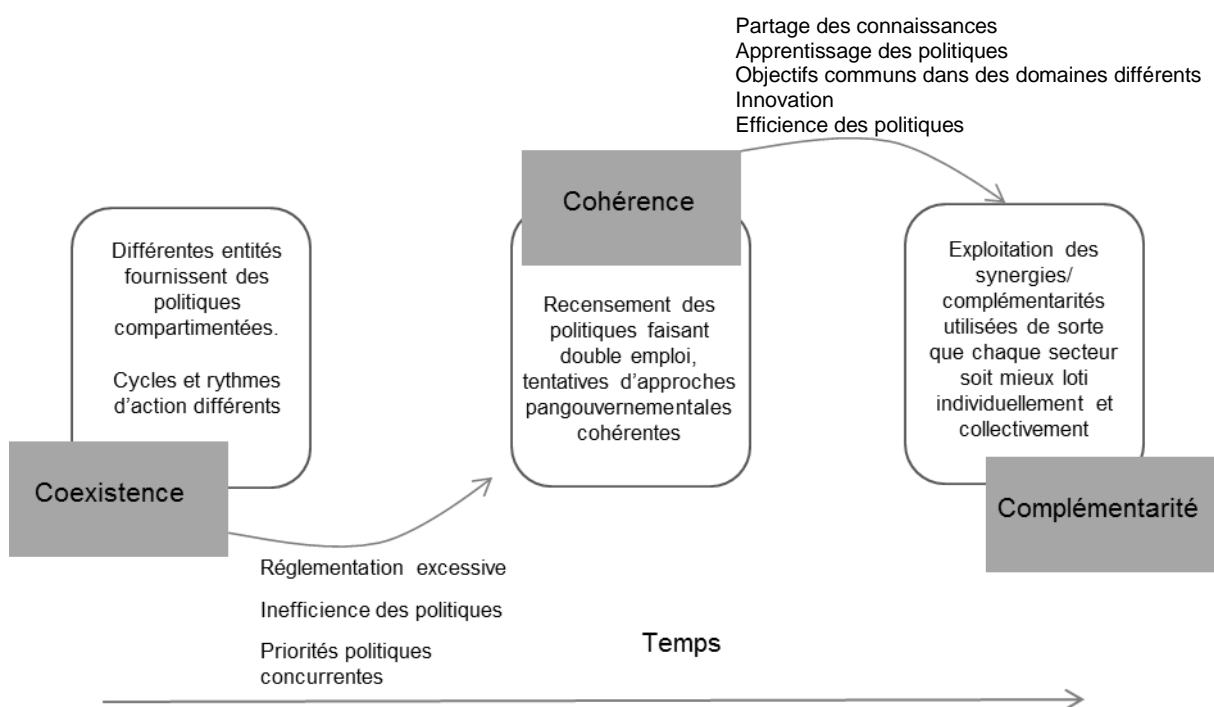 Partage des connaissances
Apprentissage des politiques
Objectifs communs dans des domaines différents
Innovation
Efficience des politiques
Différentes entités
fournissent des
politiques
compartimentées.
Cycles et rythmes
d'action différents
Coexistence
Réglementation excessive
Inefficience des politiques
Priorités politiques
concurrentes
Cohérence
Recensement des
politiques faisant
double emploi,
tentatives d'approches
pangouvernementales
cohérentes
Exploitation des
synergies/
complémentarités
utilisées de sorte
que chaque secteur
soit mieux loti
individuellement et
collectivement
Complémentarité
Temps